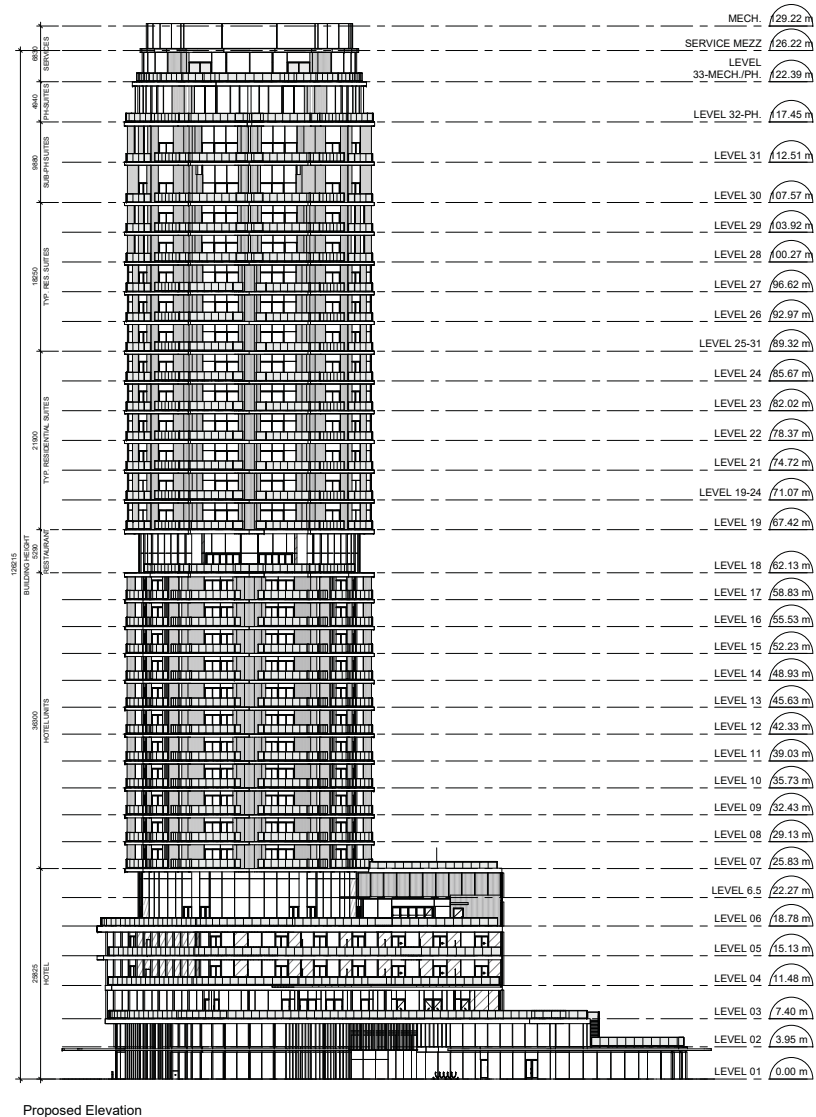 MECH. 129.22 m
SERVICE MEZZ 126.22 m
LEVEL
33-MECH./PH. 122.39 m
LEVEL 32-PH. 117.45 m
LEVEL 31 112.51 m
LEVEL 30 107.57 m
LEVEL 29 103.92 m
LEVEL 28 100.27 m
LEVEL 27 96.62 m
LEVEL 26 92.97 m
LEVEL 25-31 89.32 m
LEVEL 24 85.67 m
LEVEL 23 82.02 m
LEVEL 22 78.37 m
LEVEL 21 74.72 m
LEVEL 19-24 71.07 m
LEVEL 19 67.42 m
LEVEL 18 62.13 m
LEVEL 17 58.83 m
LEVEL 16 55.53 m
LEVEL 15 52.23 m
LEVEL 14 48.93 m
LEVEL 13 45.63 m
LEVEL 12 42.33 m
LEVEL 11 39.03 m
LEVEL 10 35.73 m
LEVEL 09 32.43 m
LEVEL 08 29.13 m
LEVEL 07 25.83 m
LEVEL 6.5 22.27 m
LEVEL 06 18.78 m
LEVEL 05 15.13 m
LEVEL 04 11.48 m
LEVEL 03 7.40 m
LEVEL 02 3.95 m
LEVEL 01 0.00 m
6830
SERVICES
4940
PH-SUITES
9880
SUB-PH SUITES
18250
TYP. RES. SUITES
21900
TYP. RESIDENTIAL SUITES
5290
RESTAURANT
126215
BUILDING HEIGHT
36300
HOTEL UNITS
25825
HOTEL
Proposed Elevation